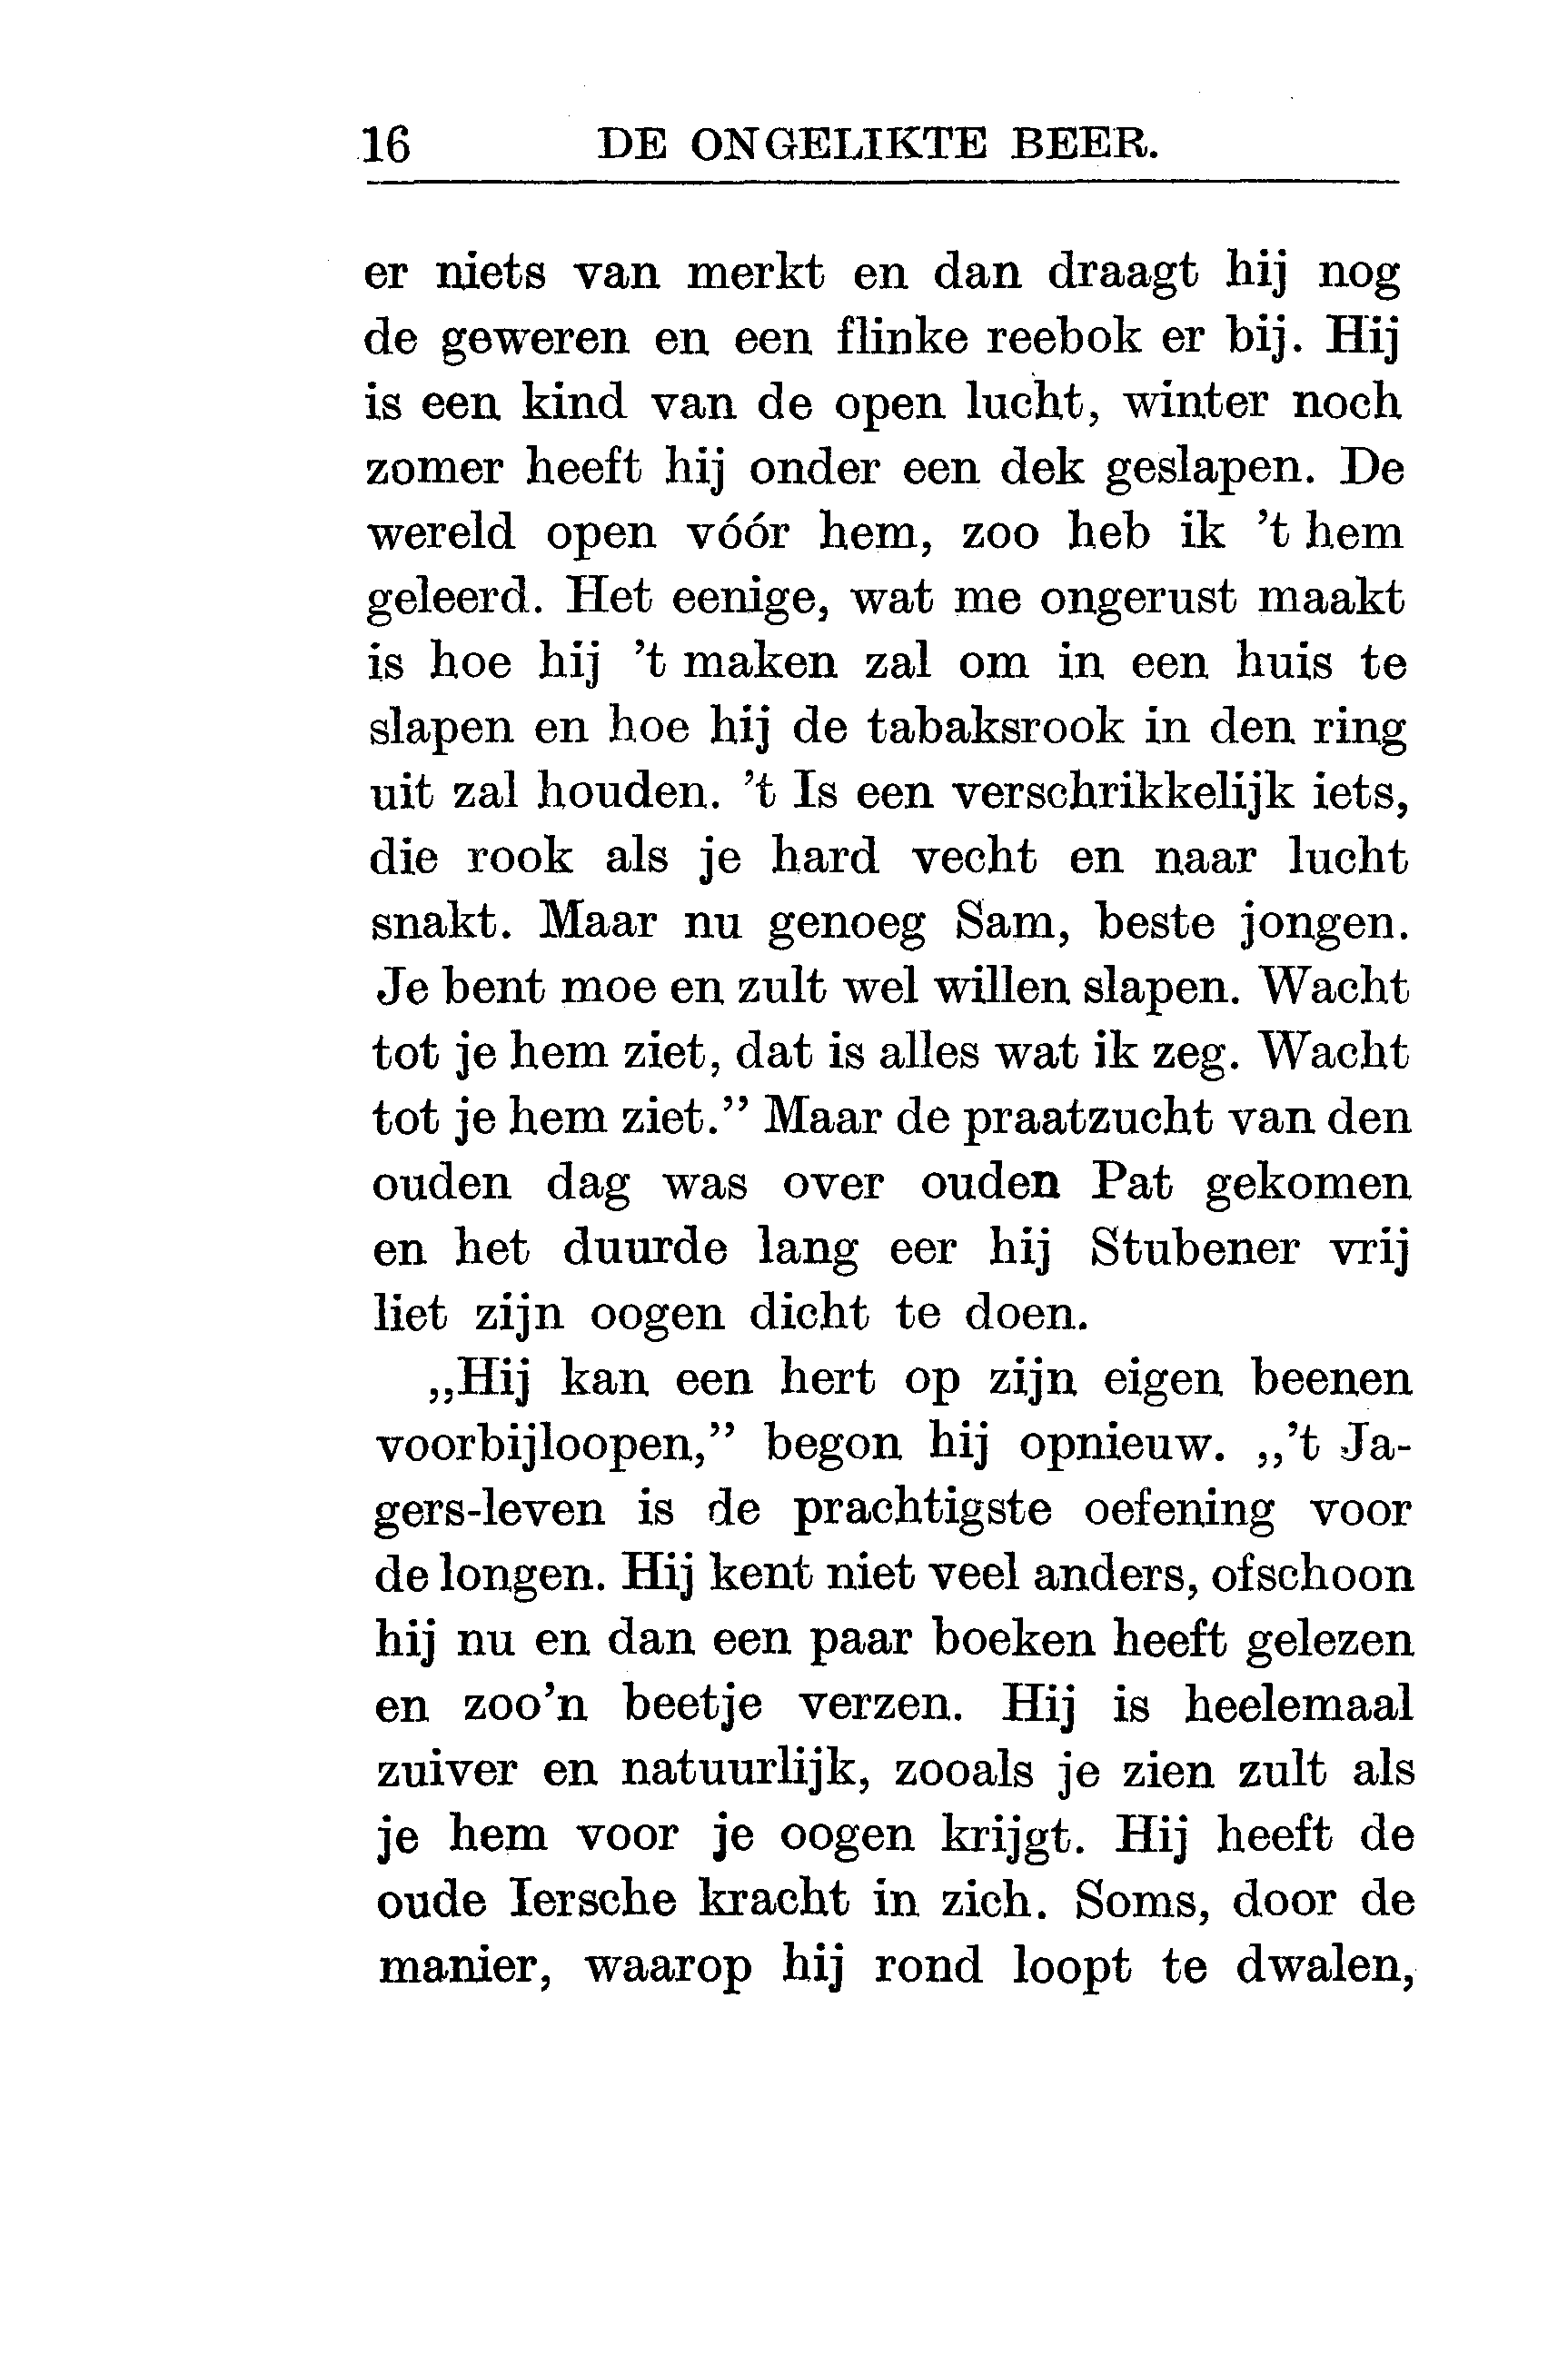 16 DE ONGELIKTE BEER.
er niets van merkt en dan draagt hij nog
de geweren en een flinke reebok er bij. Hij
is een kind van de open lucht, winter noch
zomer heeft hij onder een dek geslapen. De
wereld open vóór hem, zoo heb ik ’t hem
geleerd. Het eenige, wat me ongerust maakt
is hoe hij ’t maken zal om in een huis te
slapen en hoe hij de tabaksrook in den ring
uit zal houden. ’t Is een verschrikkelijk iets,
die rook als je hard vecht en naar lucht
snakt. Maar nu genoeg Sam, beste jongen.
Je bent moe en zult wel willen slapen. Wacht
tot je hem ziet, dat is alles wat ik zeg. Wacht
tot je hem ziet.” Maar de praatzucht van den
ouden dag was over ouden Pat gekomen
en het duurde lang eer hij Stubener vrij
liet zijn oogen dicht te doen.
„Hij kan een hert op zijn eigen beenen
voorbijloopen,” begon hij opnieuw. „’t Ja-
gers-leven is de prachtigste oefening voor
de longen. Hij kent niet veel anders, ofschoon
hij nu en dan een paar boeken heeft gelezen
en zoo’n beetje verzen. Hij is heelemaal
zuiver en natuurlijk, zooals je zien zult als
je hem voor je oogen krijgt. Hij heeft de
oude Iersche kracht in zich. Soms, door de
manier, waarop hij rond loopt te dwalen,